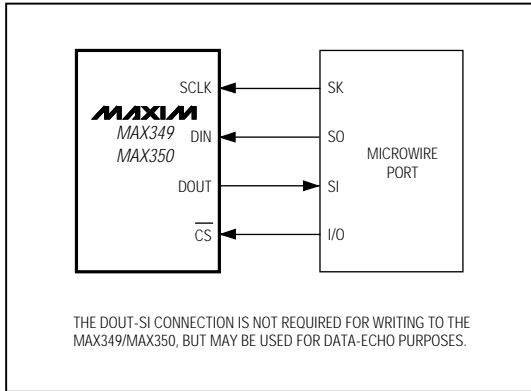 SCLK
SK
MAXIM
MAX349
MAX350
DIN
SO
MICROWIRE
PORT
DOUT
SI
CS
I/O
THE DOUT-SI CONNECTION IS NOT REQUIRED FOR WRITING TO THE
MAX349/MAX350, BUT MAY BE USED FOR DATA-ECHO PURPOSES.